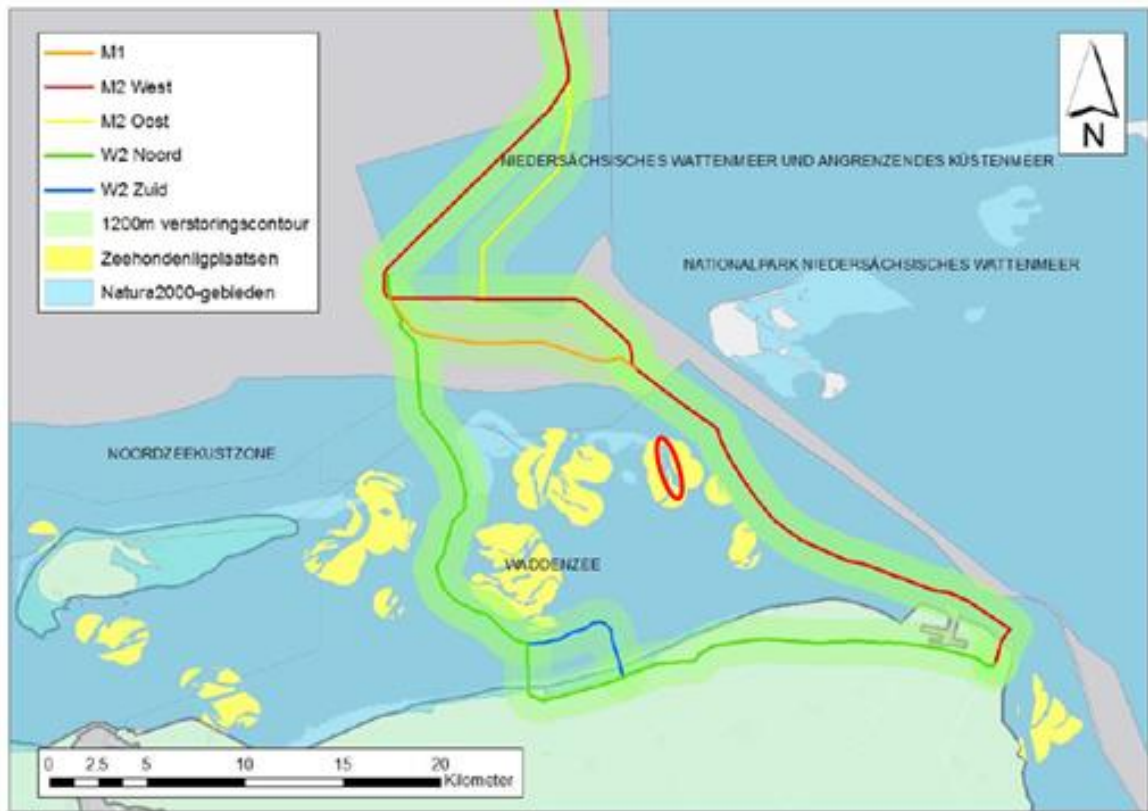 M1
M2 West
M2 Oost
W2 Noord
W2 Zuid
1200m verstoringscontour
Zeehondenligplaatsen
Natura2000-gebieden
N
NIEDERSÄCHSISCHES WATTENMEER UND ANGRENZENDES KÜSTENMEER
NATIONALPARK NIEDERSÄCHSISCHES WATTENMEER
NOORDZEEKUSTZONE
WADDENZEE
0 2.5 5 10 15 20
Kilometer